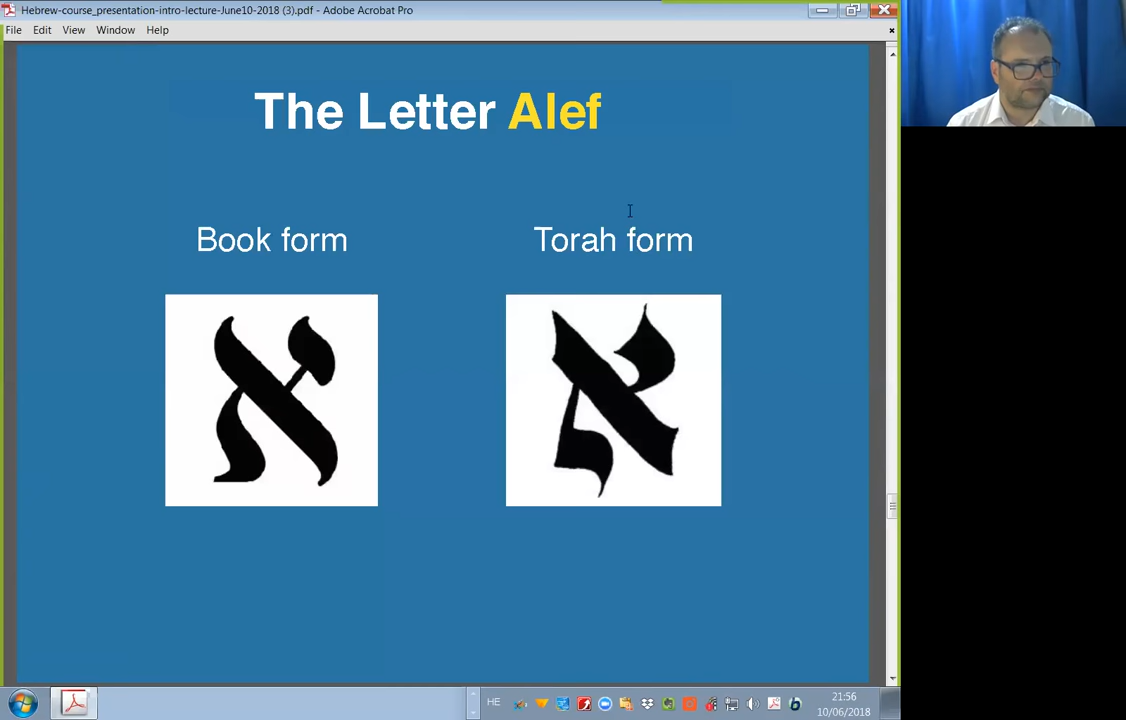 Hebrew-course_presentation-intro-lecture-June10-2018 (3).pdf - Adobe Acrobat Pro
File Edit View Window Help
The Letter Alef
Book form Torah form
א א
HE 21:56
10/06/2018